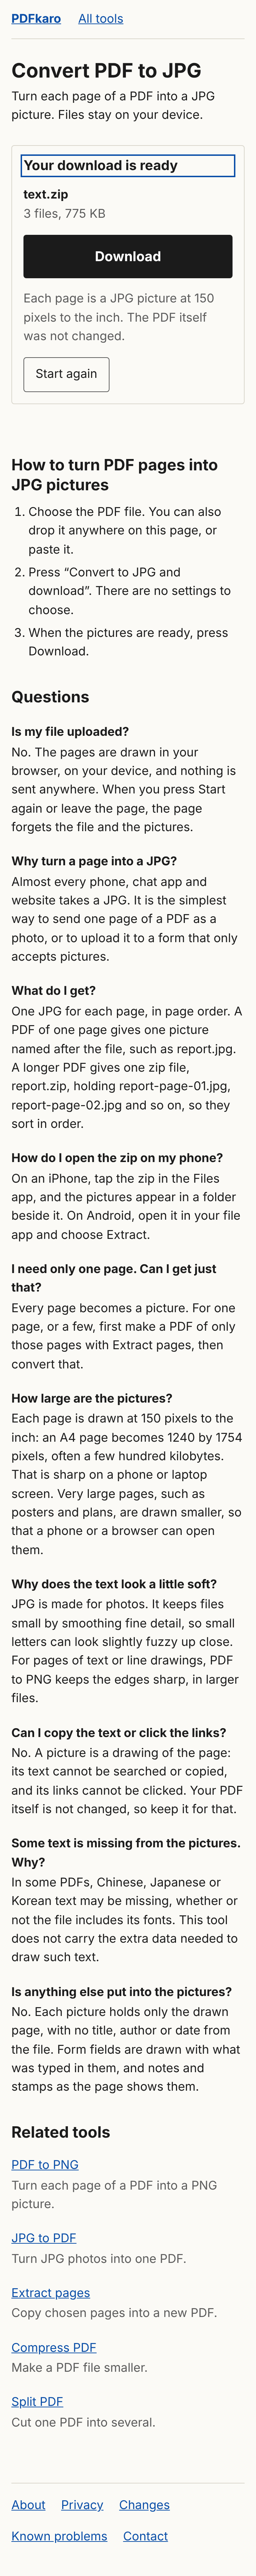 PDFkaro All tools
Convert PDF to JPG
Turn each page of a PDF into a JPG
picture. Files stay on your device.
Your download is ready
text.zip
3 files, 775 KB
Download
Each page is a JPG picture at 150
pixels to the inch. The PDF itself
was not changed.
Start again
How to turn PDF pages into
JPG pictures
1. Choose the PDF file. You can also
drop it anywhere on this page, or
paste it.
2. Press “Convert to JPG and
download”. There are no settings to
choose.
3. When the pictures are ready, press
Download.
Questions
Is my file uploaded?
No. The pages are drawn in your
browser, on your device, and nothing is
sent anywhere. When you press Start
again or leave the page, the page
forgets the file and the pictures.
Why turn a page into a JPG?
Almost every phone, chat app and
website takes a JPG. It is the simplest
way to send one page of a PDF as a
photo, or to upload it to a form that only
accepts pictures.
What do I get?
One JPG for each page, in page order. A
PDF of one page gives one picture
named after the file, such as report.jpg.
A longer PDF gives one zip file,
report.zip, holding report-page-01.jpg,
report-page-02.jpg and so on, so they
sort in order.
How do I open the zip on my phone?
On an iPhone, tap the zip in the Files
app, and the pictures appear in a folder
beside it. On Android, open it in your file
app and choose Extract.
I need only one page. Can I get just
that?
Every page becomes a picture. For one
page, or a few, first make a PDF of only
those pages with Extract pages, then
convert that.
How large are the pictures?
Each page is drawn at 150 pixels to the
inch: an A4 page becomes 1240 by 1754
pixels, often a few hundred kilobytes.
That is sharp on a phone or laptop
screen. Very large pages, such as
posters and plans, are drawn smaller, so
that a phone or a browser can open
them.
Why does the text look a little soft?
JPG is made for photos. It keeps files
small by smoothing fine detail, so small
letters can look slightly fuzzy up close.
For pages of text or line drawings, PDF
to PNG keeps the edges sharp, in larger
files.
Can I copy the text or click the links?
No. A picture is a drawing of the page:
its text cannot be searched or copied,
and its links cannot be clicked. Your PDF
itself is not changed, so keep it for that.
Some text is missing from the pictures.
Why?
In some PDFs, Chinese, Japanese or
Korean text may be missing, whether or
not the file includes its fonts. This tool
does not carry the extra data needed to
draw such text.
Is anything else put into the pictures?
No. Each picture holds only the drawn
page, with no title, author or date from
the file. Form fields are drawn with what
was typed in them, and notes and
stamps as the page shows them.
Related tools
PDF to PNG
Turn each page of a PDF into a PNG
picture.
JPG to PDF
Turn JPG photos into one PDF.
Extract pages
Copy chosen pages into a new PDF.
Compress PDF
Make a PDF file smaller.
Split PDF
Cut one PDF into several.
About Privacy Changes
Known problems Contact